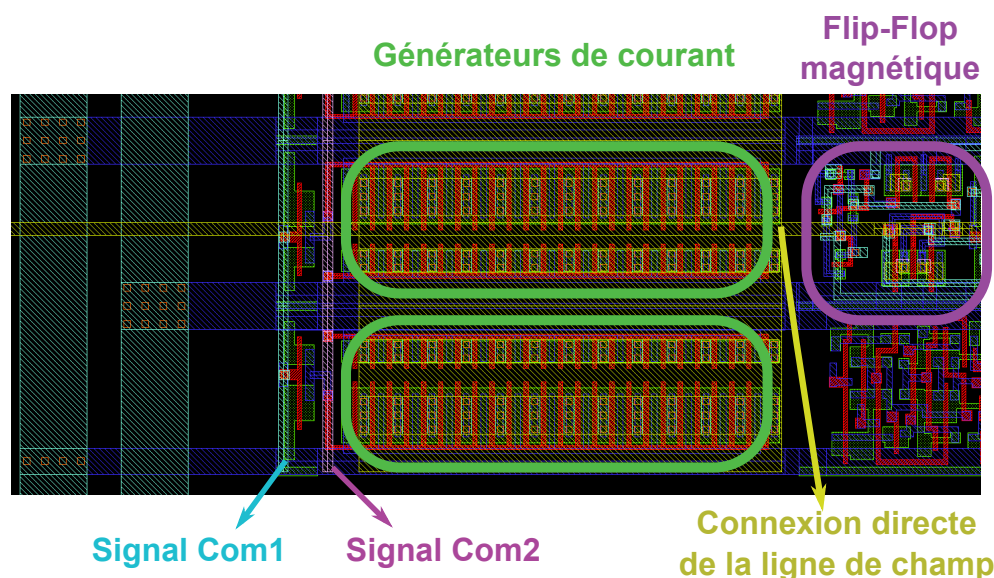 Flip-Flop
magnétique
Générateurs de courant
Signal Com1
Signal Com2
Connexion directe
de la ligne de champ